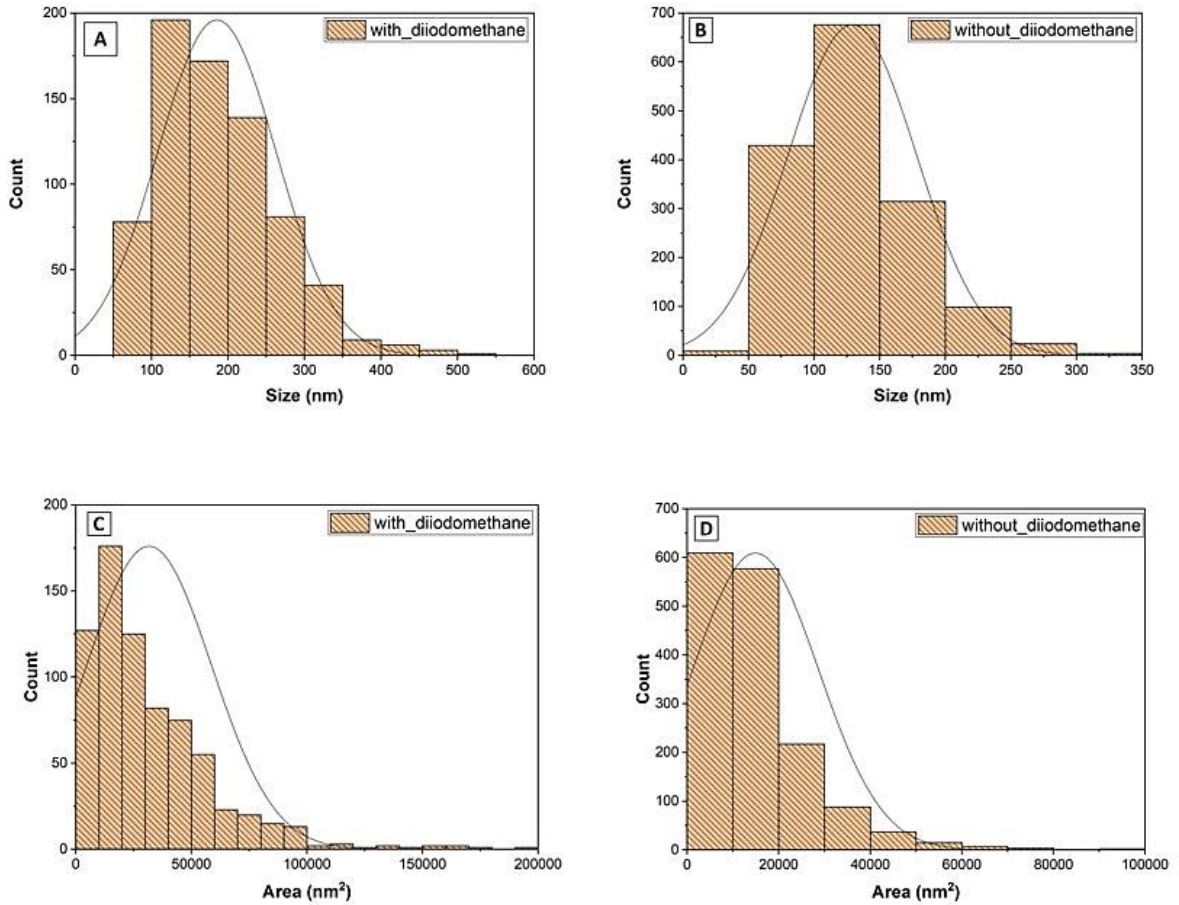 A
with_diiodomethane
200
150
100
50
0
Count
0 100 200 300 400 500 600
Size (nm)
B
without_diiodomethane
700
600
500
400
300
200
100
0
Count
0 50 100 150 200 250 300 350
Size (nm)
C
with_diiodomethane
200
150
100
50
0
Count
0 50000 100000 150000 200000
Area (nm²)
D
without_diiodomethane
700
600
500
400
300
200
100
0
Count
0 20000 40000 60000 80000 100000
Area (nm²)